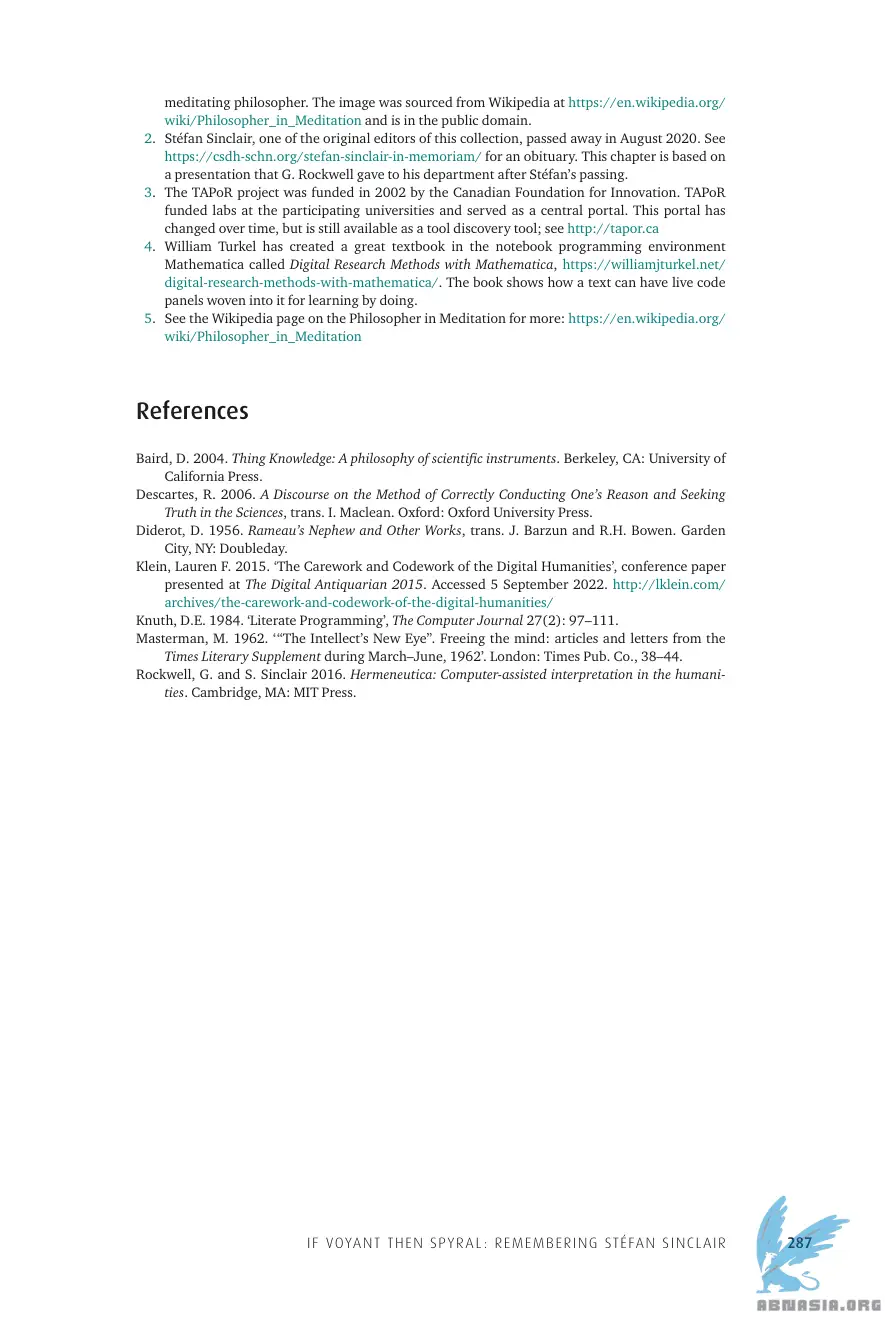 meditating philosopher. The image was sourced from Wikipedia at https://en.wikipedia.org/
wiki/Philosopher_in_Meditation and is in the public domain.
2. Stéfan Sinclair, one of the original editors of this collection, passed away in August 2020. See
https://csdh-schn.org/stefan-sinclair-in-memoriam/ for an obituary. This chapter is based on
a presentation that G. Rockwell gave to his department after Stéfan’s passing.
3. The TAPoR project was funded in 2002 by the Canadian Foundation for Innovation. TAPoR
funded labs at the participating universities and served as a central portal. This portal has
changed over time, but is still available as a tool discovery tool; see http://tapor.ca
4. William Turkel has created a great textbook in the notebook programming environment
Mathematica called Digital Research Methods with Mathematica, https://williamjturkel.net/
digital-research-methods-with-mathematica/. The book shows how a text can have live code
panels woven into it for learning by doing.
5. See the Wikipedia page on the Philosopher in Meditation for more: https://en.wikipedia.org/
wiki/Philosopher_in_Meditation
References
Baird, D. 2004. Thing Knowledge: A philosophy of scientific instruments. Berkeley, CA: University of
California Press.
Descartes, R. 2006. A Discourse on the Method of Correctly Conducting One’s Reason and Seeking
Truth in the Sciences, trans. I. Maclean. Oxford: Oxford University Press.
Diderot, D. 1956. Rameau’s Nephew and Other Works, trans. J. Barzun and R.H. Bowen. Garden
City, NY: Doubleday.
Klein, Lauren F. 2015. ‘The Carework and Codework of the Digital Humanities’, conference paper
presented at The Digital Antiquarian 2015. Accessed 5 September 2022. http://lklein.com/
archives/the-carework-and-codework-of-the-digital-humanities/
Knuth, D.E. 1984. ‘Literate Programming’, The Computer Journal 27(2): 97–111.
Masterman, M. 1962. ‘“The Intellect’s New Eye”. Freeing the mind: articles and letters from the
Times Literary Supplement during March–June, 1962’. London: Times Pub. Co., 38–44.
Rockwell, G. and S. Sinclair 2016. Hermeneutica: Computer-assisted interpretation in the humani-
ties. Cambridge, MA: MIT Press.
IF VOYANT THEN SPYRAL: REMEMBERING STÉFAN SINCLAIR 287
ABNASIA.ORG